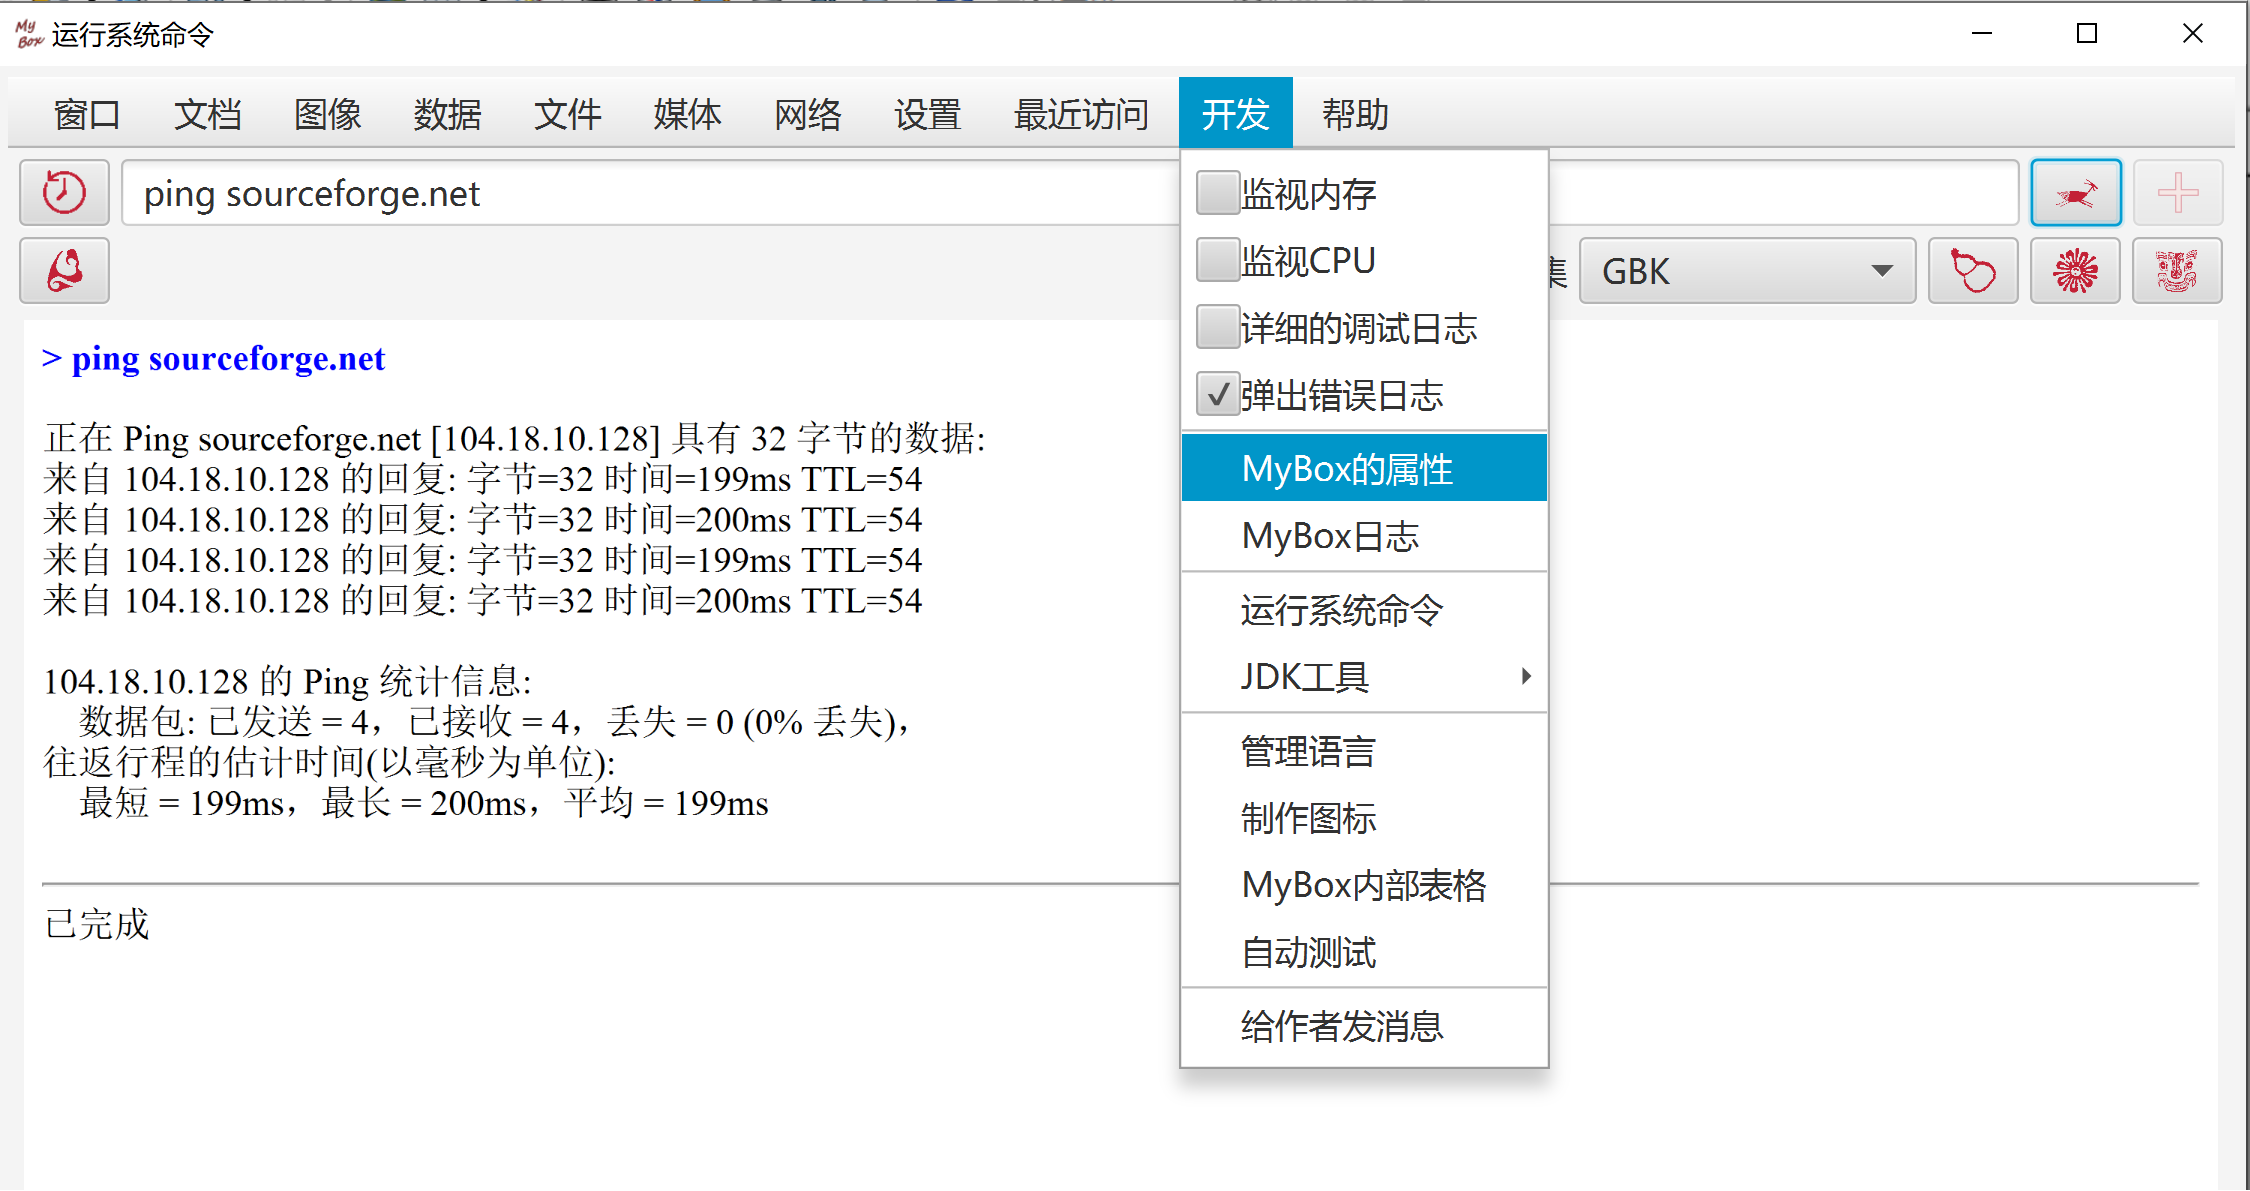 My Box 运行系统命令
窗口 文档 图像 数据 文件 媒体 网络 设置 最近访问 开发 帮助
ping sourceforge.net
集 GBK
监视内存
监视CPU
详细的调试日志
弹出错误日志
MyBox的属性
MyBox日志
运行系统命令
JDK工具
管理语言
制作图标
MyBox内部表格
自动测试
给作者发消息
> ping sourceforge.net
正在 Ping sourceforge.net [104.18.10.128] 具有 32 字节的数据:
来自 104.18.10.128 的回复: 字节=32 时间=199ms TTL=54
来自 104.18.10.128 的回复: 字节=32 时间=200ms TTL=54
来自 104.18.10.128 的回复: 字节=32 时间=199ms TTL=54
来自 104.18.10.128 的回复: 字节=32 时间=200ms TTL=54
104.18.10.128 的 Ping 统计信息:
数据包: 已发送 = 4，已接收 = 4，丢失 = 0 (0% 丢失)，
往返行程的估计时间(以毫秒为单位):
最短 = 199ms，最长 = 200ms，平均 = 199ms
已完成